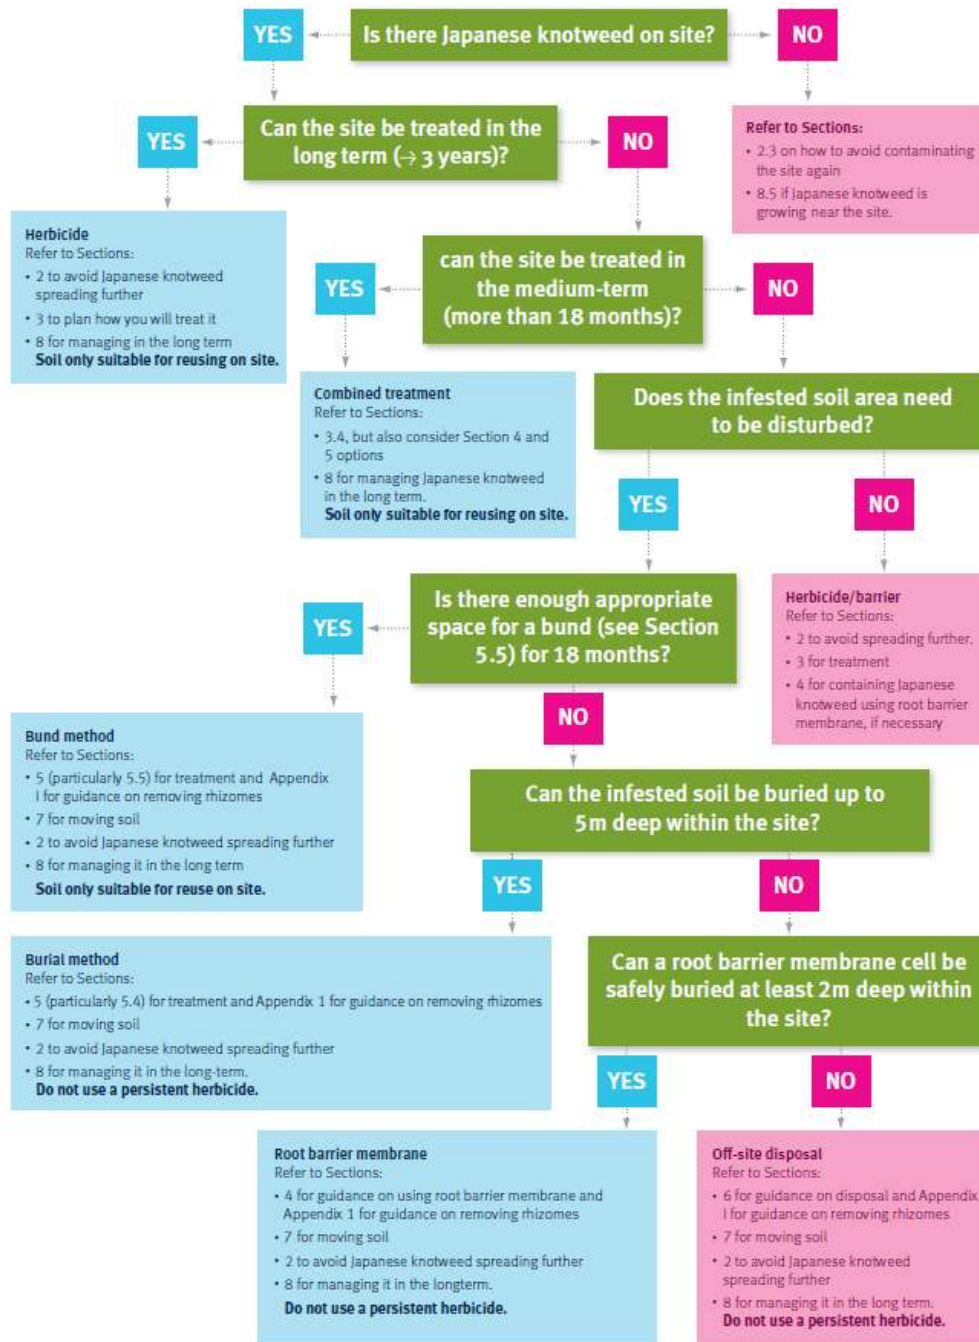 YES
Is there Japanese knotweed on site?
NO
YES
Can the site be treated in the
long term (→ 3 years)?
NO
Refer to Sections:
• 2.3 on how to avoid contaminating
the site again
• 8.5 if Japanese knotweed is
growing near the site.
Herbicide
Refer to Sections:
• 2 to avoid Japanese knotweed
spreading further
• 3 to plan how you will treat it
• 8 for managing in the long term
Soil only suitable for reusing on site.
YES
can the site be treated in
the medium-term
(more than 18 months)?
NO
Combined treatment
Refer to Sections:
• 3.4, but also consider Section 4 and
5 options
• 8 for managing Japanese knotweed
in the long term.
Soil only suitable for reusing on site.
Does the infested soil area need
to be disturbed?
YES
NO
YES
Is there enough appropriate
space for a bund (see Section
5.5) for 18 months?
NO
Herbicide/barrier
Refer to Sections:
• 2 to avoid spreading further.
• 3 for treatment
• 4 for containing Japanese
knotweed using root barrier
membrane, if necessary
Bund method
Refer to Sections:
• 5 (particularly 5.5) for treatment and Appendix
I for guidance on removing rhizomes
• 7 for moving soil
• 2 to avoid Japanese knotweed spreading further
• 8 for managing it in the long term
Soil only suitable for reuse on site.
Can the infested soil be buried up to
5m deep within the site?
YES
NO
Burial method
Refer to Sections:
• 5 (particularly 5.4) for treatment and Appendix 1 for guidance on removing rhizomes
• 7 for moving soil
• 2 to avoid Japanese knotweed spreading further
• 8 for managing it in the long-term.
Do not use a persistent herbicide.
Can a root barrier membrane cell be
safely buried at least 2m deep within
the site?
YES
NO
Root barrier membrane
Refer to Sections:
• 4 for guidance on using root barrier membrane and
Appendix 1 for guidance on removing rhizomes
• 7 for moving soil
• 2 to avoid Japanese knotweed spreading further
• 8 for managing it in the longterm.
Do not use a persistent herbicide.
Off-site disposal
Refer to Sections:
• 6 for guidance on disposal and Appendix
I for guidance on removing rhizomes
• 7 for moving soil
• 2 to avoid Japanese knotweed
spreading further
• 8 for managing it in the long term.
Do not use a persistent herbicide.